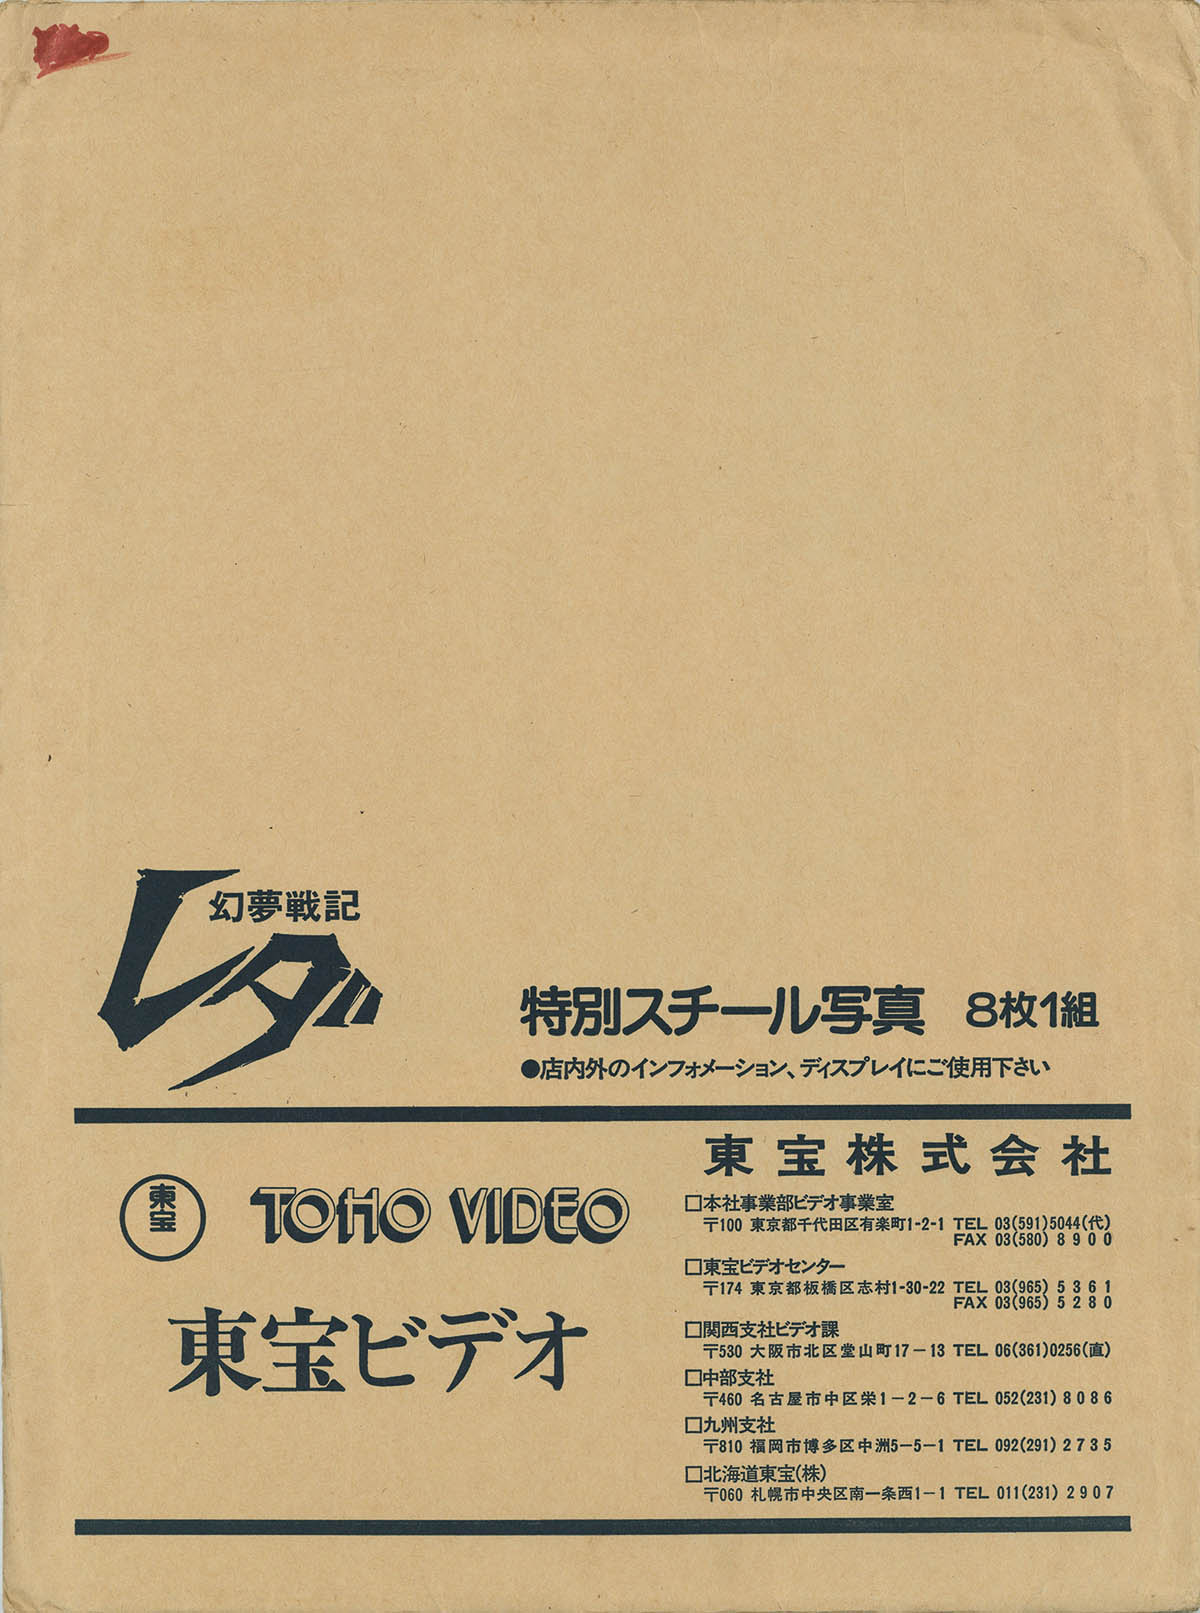 幻夢戦記
レダ
特別スチール写真 8枚1組
●店内外のインフォメーション、ディスプレイにご使用下さい
東宝
TOHO VIDEO
東宝ビデオ
東宝株式会社
□本社事業部ビデオ事業室
〒100 東京都千代田区有楽町1-2-1 TEL 03(591)5044(代)
FAX 03(580)8900
□東宝ビデオセンター
〒174 東京都板橋区志村1-30-22 TEL 03(965)5361
FAX 03(965)5280
□関西支社ビデオ課
〒530 大阪市北区堂山町17-13 TEL 06(361)0256(直)
□中部支社
〒460 名古屋市中区栄1-2-6 TEL 052(231)8086
□九州支社
〒810 福岡市博多区中洲5-5-1 TEL 092(291)2735
□北海道東宝(株)
〒060 札幌市中央区南一条西1-1 TEL 011(231)2907